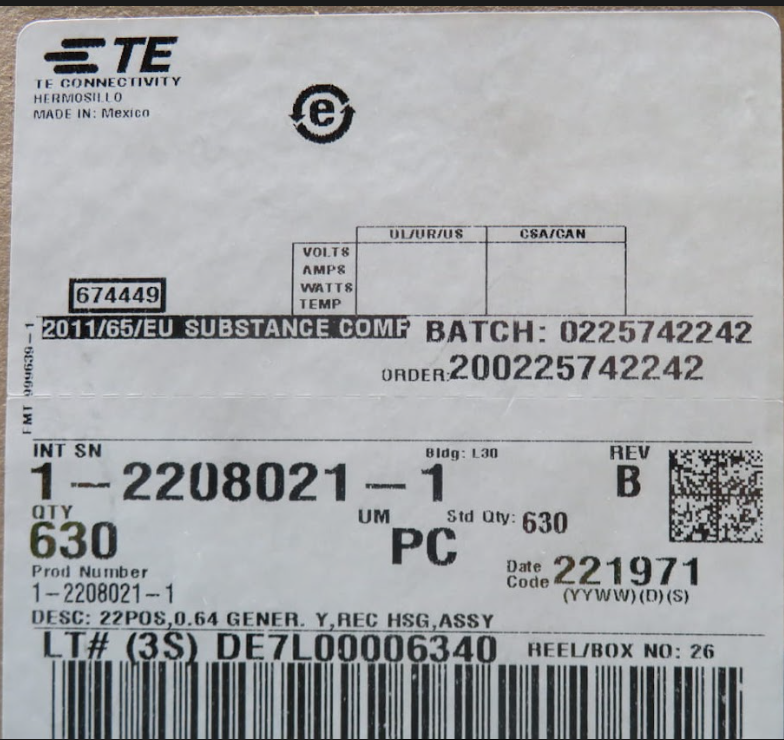 TE
TE CONNECTIVITY
HERMOSILLO
MADE IN: Mexico
e
UL/UR/US CSA/CAN
VOLTS
AMPS
WATTS
TEMP
674449
2011/65/EU SUBSTANCE COMP BATCH: 0225742242
ORDER:200225742242
FMT 999639-1
INT SN Bldg: L30 REV
1-2208021-1 B
QTY UM Std Qty: 630
630 PC
Prod Number Date Code 221971
1-2208021-1 (YYWW)(D)(S)
DESC: 22POS,0.64 GENER. Y,REC HSG,ASSY
LT# (3S) DE7L00006340 REEL/BOX NO: 26